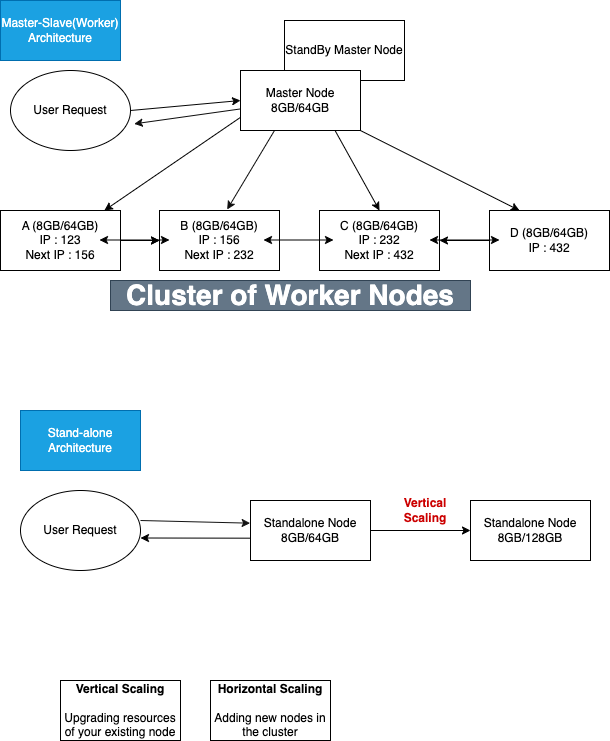 Master-Slave(Worker)
Architecture
StandBy Master Node
User Request
Master Node
8GB/64GB
A (8GB/64GB)
IP : 123
Next IP : 156
B (8GB/64GB)
IP : 156
Next IP : 232
C (8GB/64GB)
IP : 232
Next IP : 432
D (8GB/64GB)
IP : 432
Cluster of Worker Nodes
Stand-alone
Architecture
User Request
Standalone Node
8GB/64GB
Vertical
Scaling
Standalone Node
8GB/128GB
Vertical Scaling
Upgrading resources
of your existing node
Horizontal Scaling
Adding new nodes in
the cluster